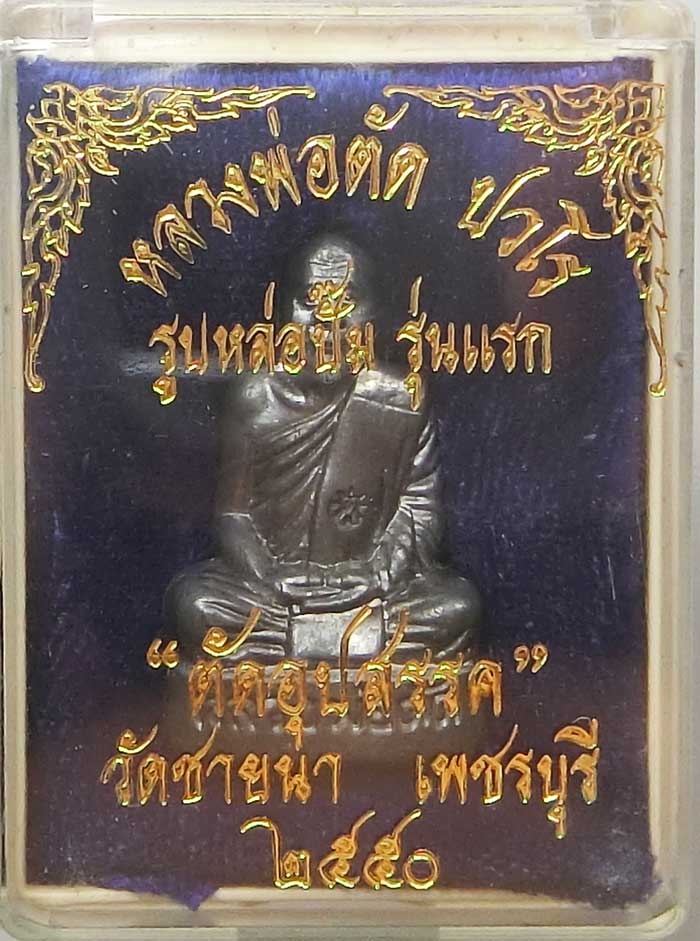 หลวงพ่อตัด ปวโร
รูปหล่อปั๊ม รุ่นแรก
“ตัดอุปสรรค”
วัดชายนา เพชรบุรี
๒๕๕๐